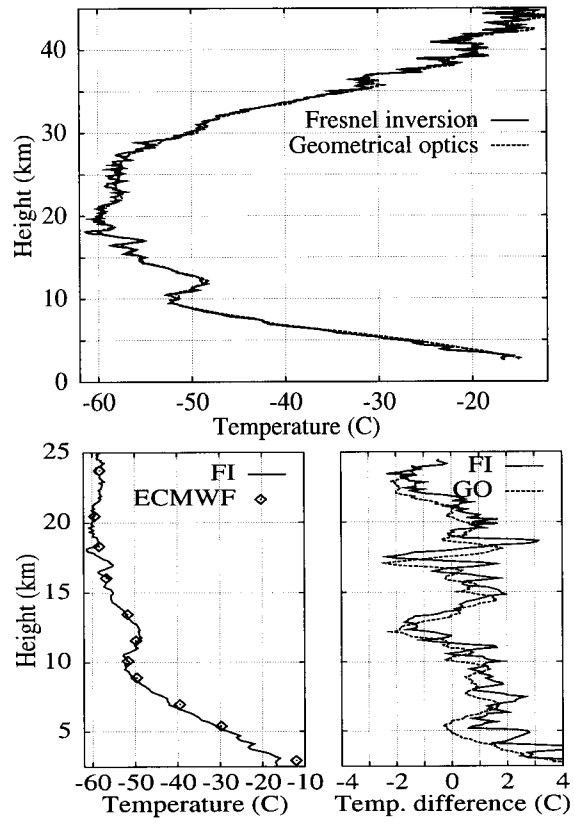 40
30
20
10
0
Height (km)
Fresnel inversion
Geometrical optics
-60 -50 -40 -30 -20
Temperature (C)
25
20
15
10
5
Height (km)
FI
ECMWF
-60 -50 -40 -30 -20 -10
Temperature (C)
FI
GO
-4 -2 0 2 4
Temp. difference (C)